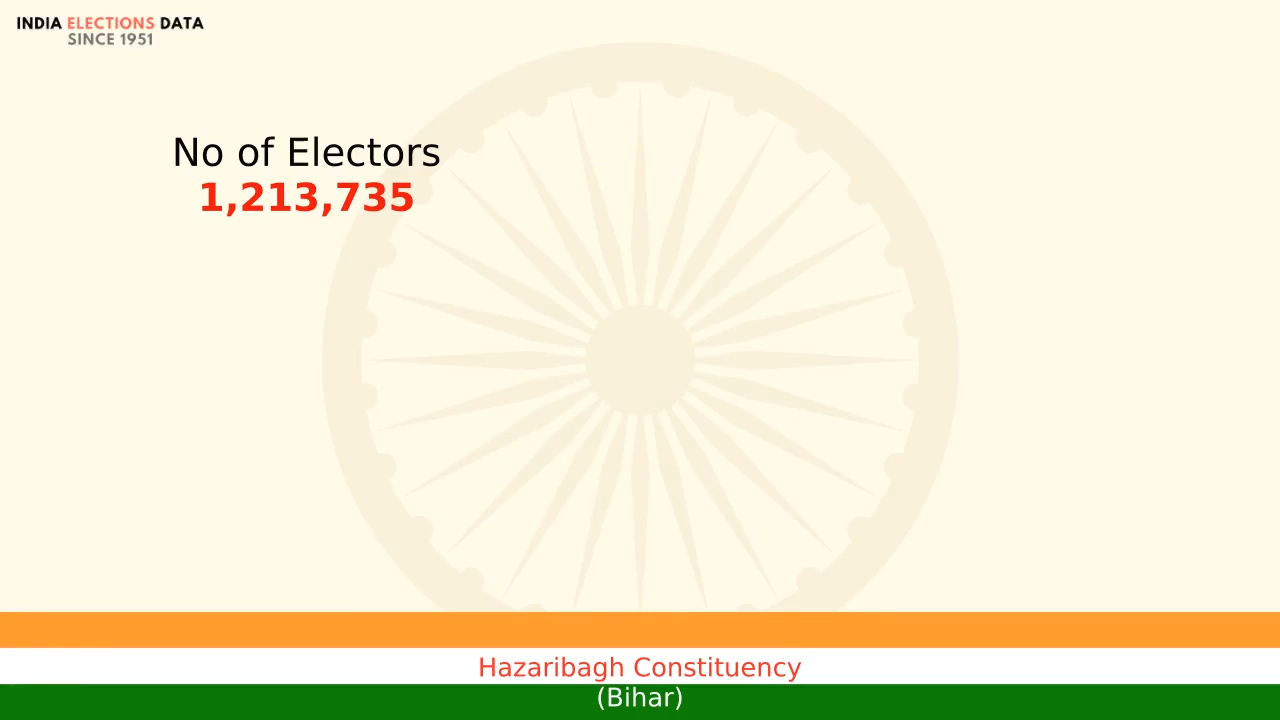 INDIA ELECTIONS DATA
SINCE 1951
No of Electors
1,213,735
Hazaribagh Constituency
(Bihar)